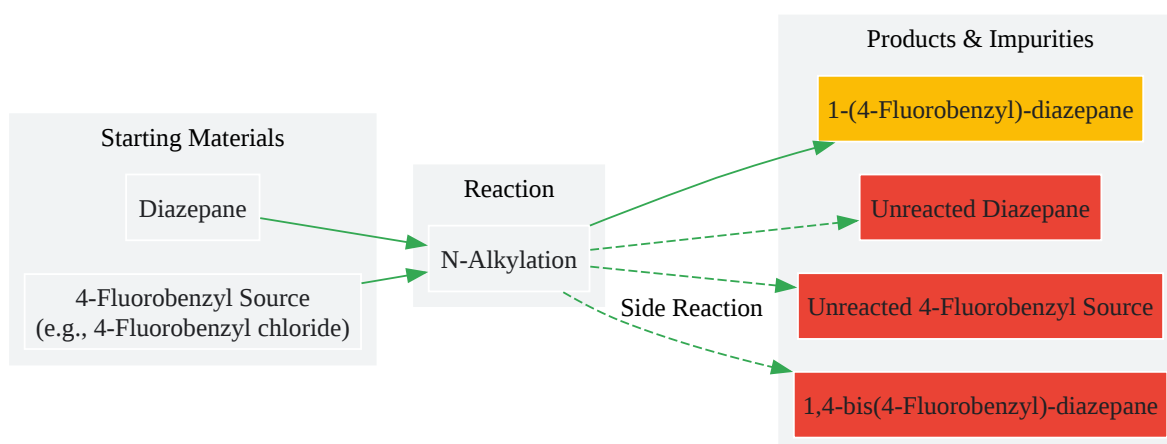 Starting Materials
Diazepane
4-Fluorobenzyl Source
(e.g., 4-Fluorobenzyl chloride)
Reaction
N-Alkylation
Side Reaction
Products & Impurities
1-(4-Fluorobenzyl)-diazepane
Unreacted Diazepane
Unreacted 4-Fluorobenzyl Source
1,4-bis(4-Fluorobenzyl)-diazepane